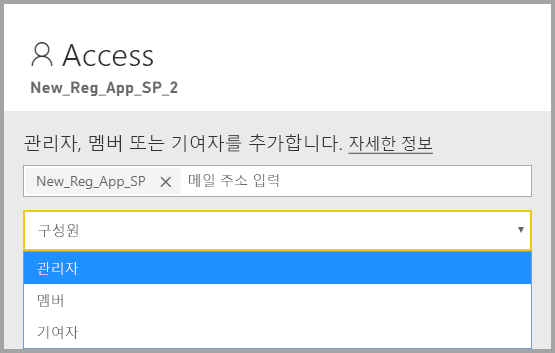 Access
New_Reg_App_SP_2
관리자, 멤버 또는 기여자를 추가합니다. 자세한 정보
New_Reg_App_SP × 메일 주소 입력
구성원
관리자
멤버
기여자